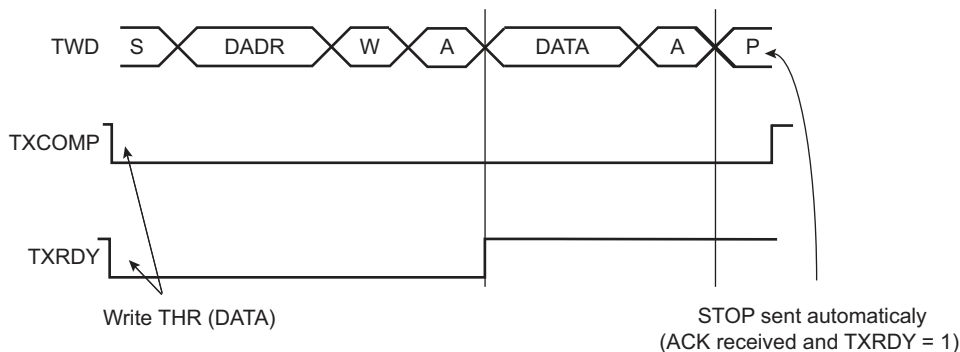 TWD S DADR W A DATA A P
TXCOMP
TXRDY
Write THR (DATA)
STOP sent automaticaly
(ACK received and TXRDY = 1)